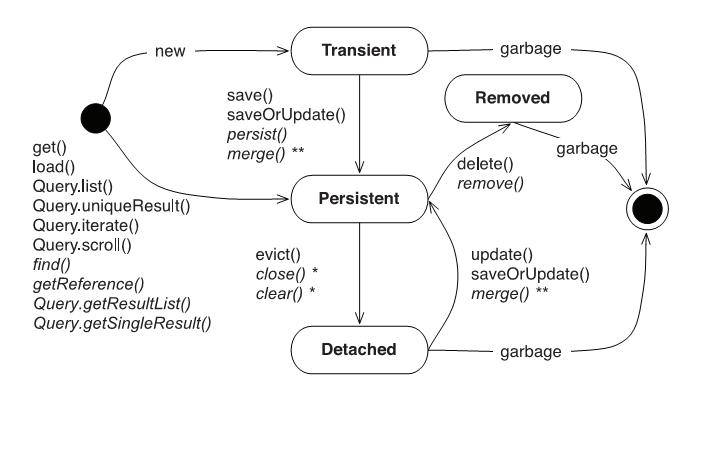 new
Transient
garbage
save()
saveOrUpdate()
persist()
merge() **
Removed
garbage
get()
load()
Query.list()
Query.uniqueResult()
Query.iterate()
Query.scroll()
find()
getReference()
Query.getResultList()
Query.getSingleResult()
delete()
remove()
Persistent
evict()
close() *
clear() *
update()
saveOrUpdate()
merge() **
Detached
garbage